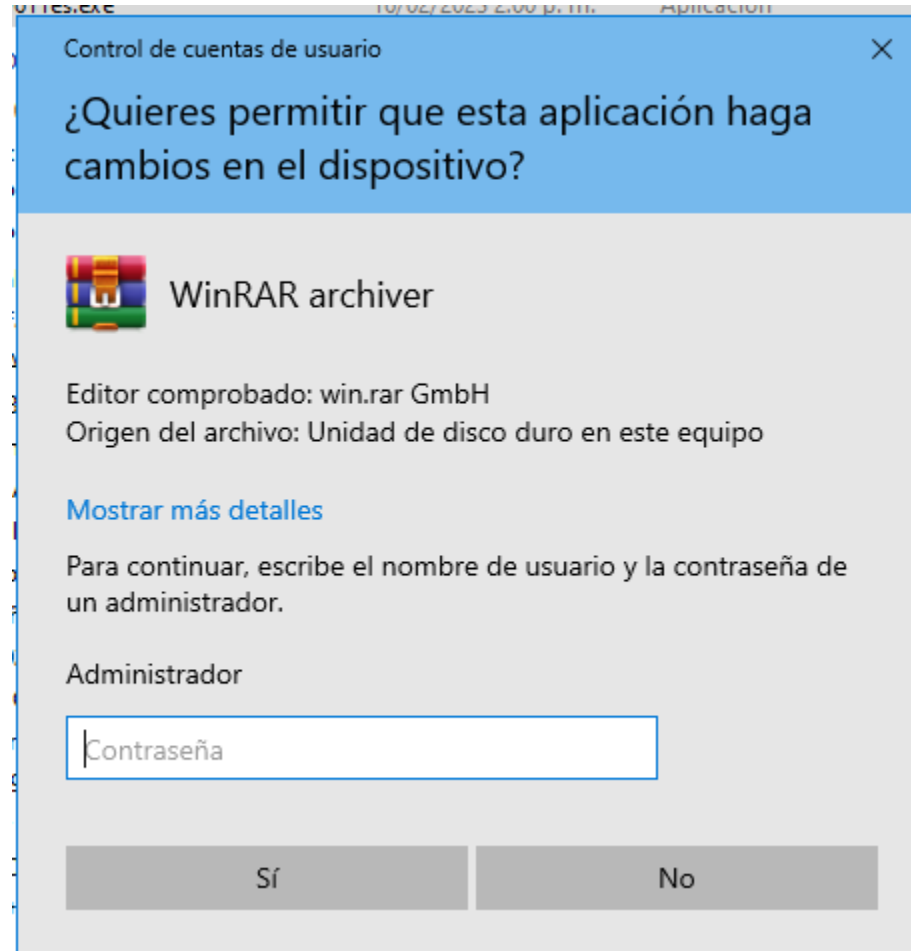 Control de cuentas de usuario
¿Quieres permitir que esta aplicación haga
cambios en el dispositivo?
WinRAR archiver
Editor comprobado: win.rar GmbH
Origen del archivo: Unidad de disco duro en este equipo
Mostrar más detalles
Para continuar, escribe el nombre de usuario y la contraseña de
un administrador.
Administrador
Contraseña
Sí
No